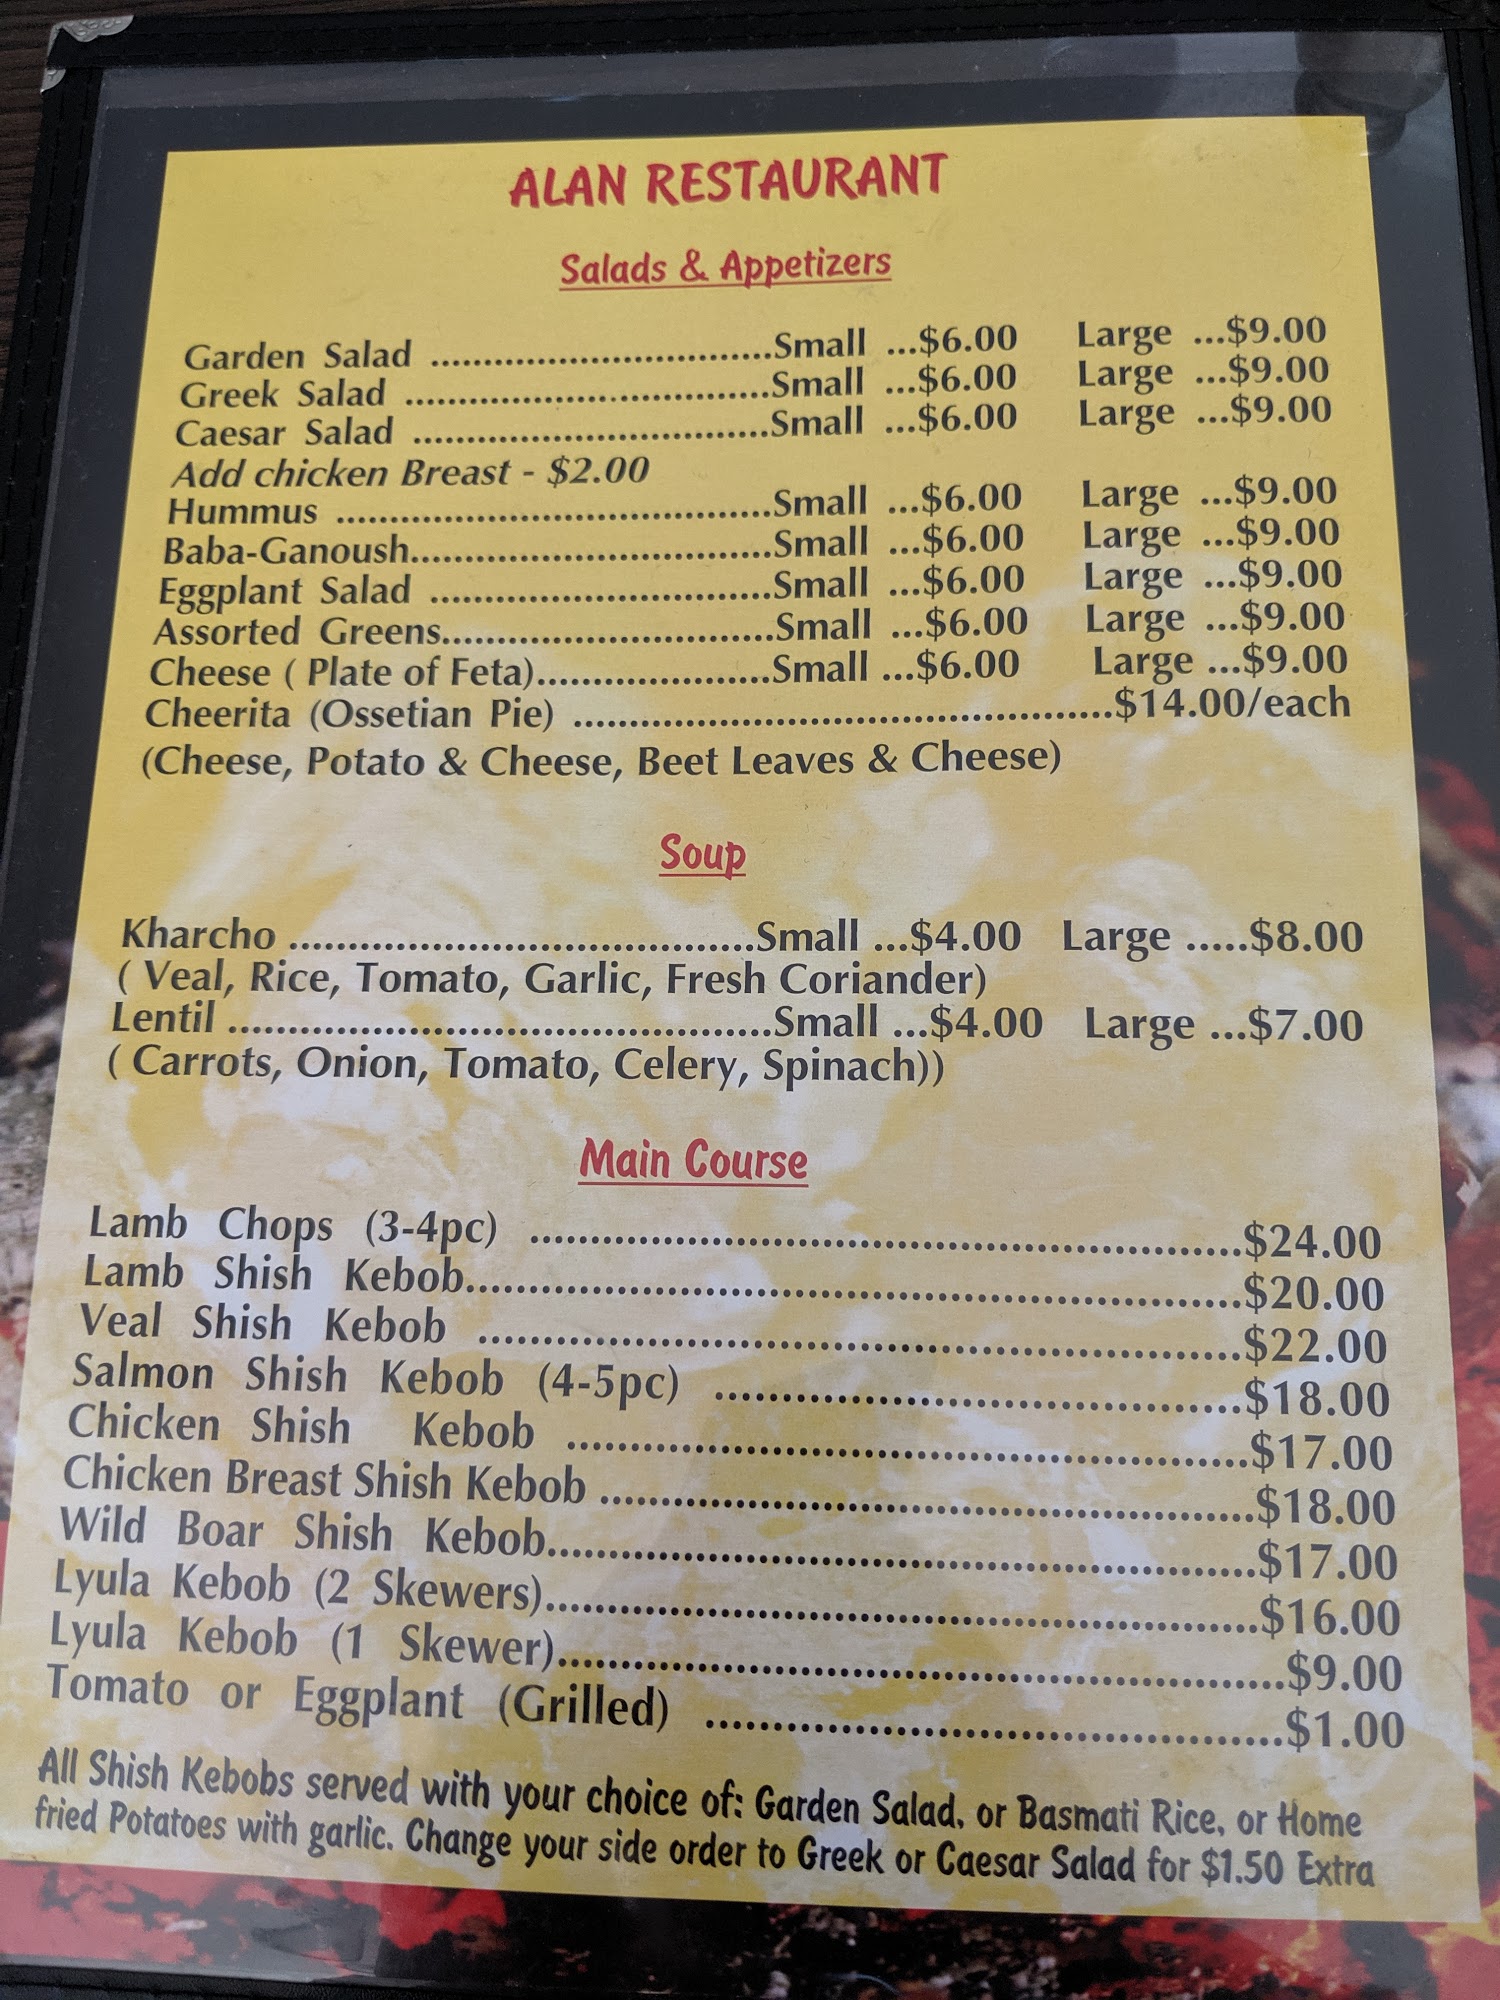 ALAN RESTAURANT
Salads & Appetizers
Garden Salad ................................Small ...$6.00 Large ...$9.00
Greek Salad ..................................Small ...$6.00 Large ...$9.00
Caesar Salad .................................Small ...$6.00 Large ...$9.00
Add chicken Breast - $2.00
Hummus ........................................Small ...$6.00 Large ...$9.00
Baba-Ganoush.................................Small ...$6.00 Large ...$9.00
Eggplant Salad ................................Small ...$6.00 Large ...$9.00
Assorted Greens...............................Small ...$6.00 Large ...$9.00
Cheese ( Plate of Feta)......................Small ...$6.00 Large ...$9.00
Cheerita (Ossetian Pie) ..................................................$14.00/each
(Cheese, Potato & Cheese, Beet Leaves & Cheese)
Soup
Kharcho .......................................Small ...$4.00 Large .....$8.00
( Veal, Rice, Tomato, Garlic, Fresh Coriander)
Lentil .............................................Small ...$4.00 Large ...$7.00
( Carrots, Onion, Tomato, Celery, Spinach))
Main Course
Lamb Chops (3-4pc) .......................................................$24.00
Lamb Shish Kebob............................................................$20.00
Veal Shish Kebob ...........................................................$22.00
Salmon Shish Kebob (4-5pc) .........................................$18.00
Chicken Shish Kebob .....................................................$17.00
Chicken Breast Shish Kebob ...................................................$18.00
Wild Boar Shish Kebob.......................................................$17.00
Lyula Kebob (2 Skewers).......................................................$16.00
Lyula Kebob (1 Skewer).........................................................$9.00
Tomato or Eggplant (Grilled) .............................................$1.00
All Shish Kebobs served with your choice of: Garden Salad, or Basmati Rice, or Home
fried Potatoes with garlic. Change your side order to Greek or Caesar Salad for $1.50 Extra